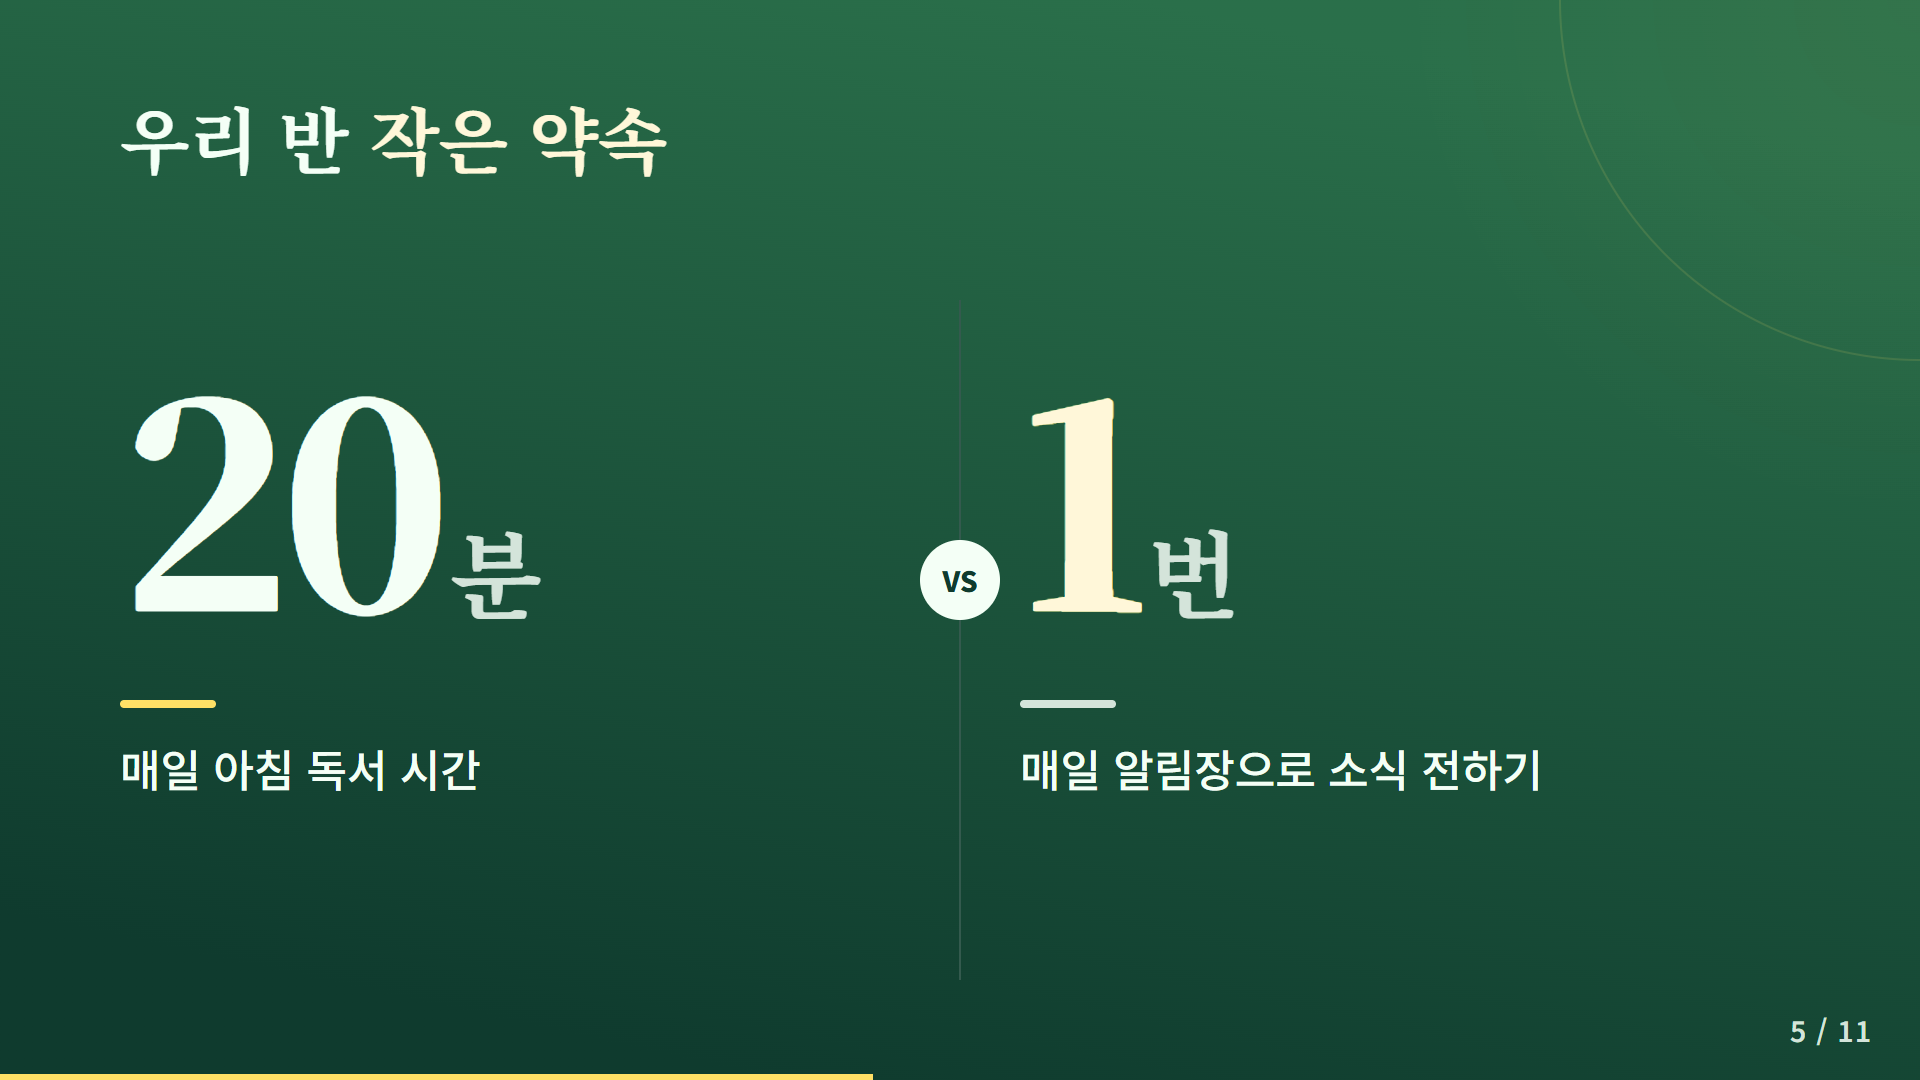 우리 반 작은 약속
20분
매일 아침 독서 시간
VS
1번
매일 알림장으로 소식 전하기
5 / 11